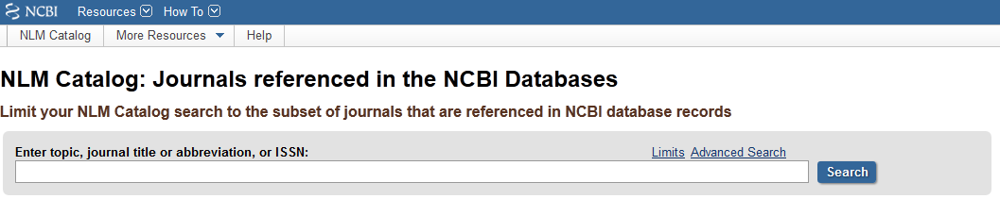 NCBI Resources How To
NLM Catalog More Resources Help
NLM Catalog: Journals referenced in the NCBI Databases
Limit your NLM Catalog search to the subset of journals that are referenced in NCBI database records
Enter topic, journal title or abbreviation, or ISSN: Limits Advanced Search
Search